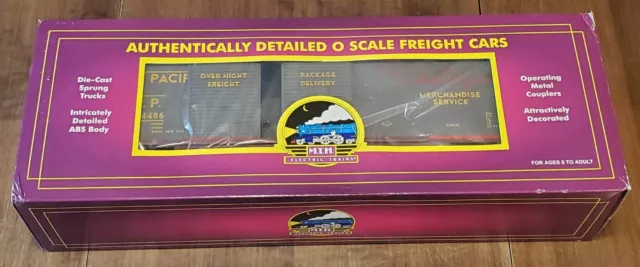 AUTHENTICALLY DETAILED O SCALE FREIGHT CARS
Die-Cast
Sprung
Trucks
Intricately
Detailed
ABS Body
PACIF
.P.
4486
OVER NIGHT
FREIGHT
PACKAGE
DELIVERY
MERCHANDISE
SERVICE
M.T.H.
ELECTRIC TRAINS
Operating
Metal
Couplers
Attractively
Decorated
FOR AGES 8 TO ADULT